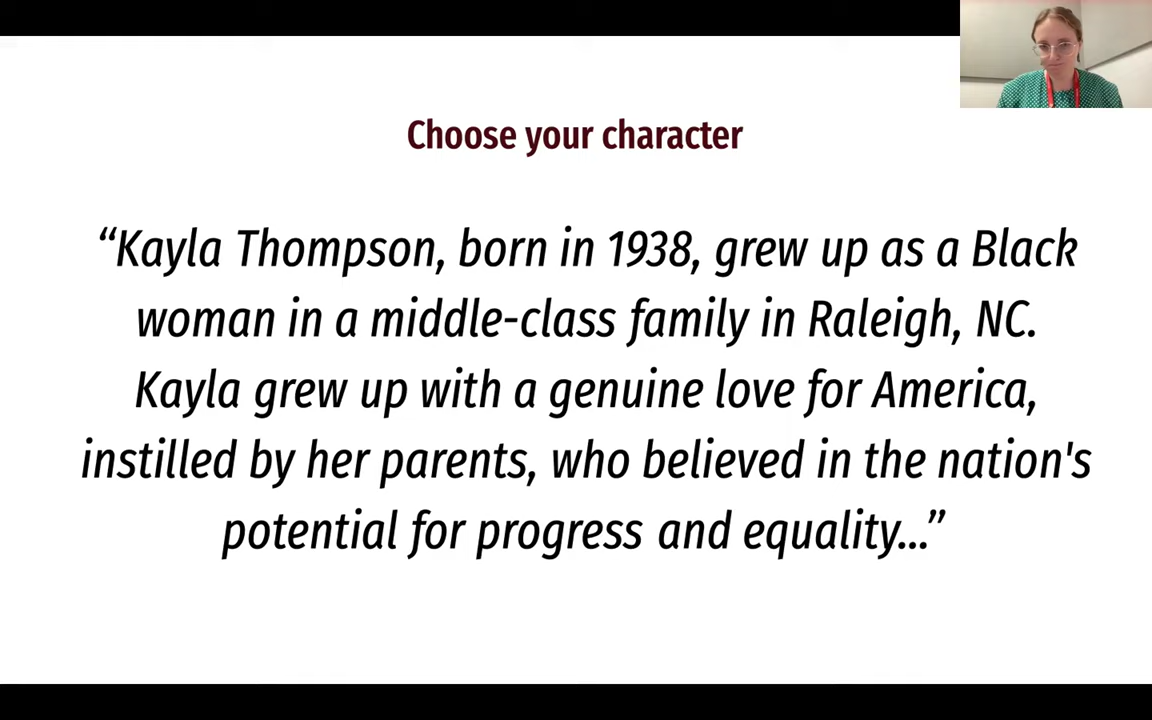 Choose your character
“Kayla Thompson, born in 1938, grew up as a Black
woman in a middle-class family in Raleigh, NC.
Kayla grew up with a genuine love for America,
instilled by her parents, who believed in the nation's
potential for progress and equality...”